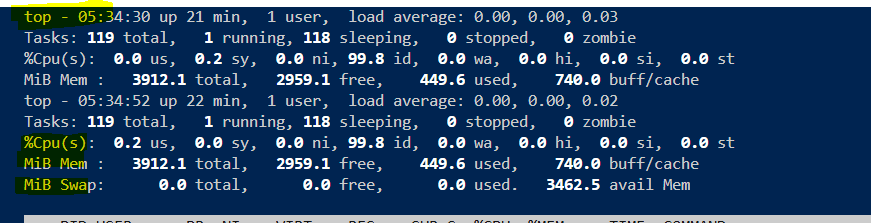 top - 05:34:30 up 21 min,  1 user,  load average: 0.00, 0.00, 0.03
Tasks: 119 total,   1 running, 118 sleeping,   0 stopped,   0 zombie
%Cpu(s):  0.0 us,  0.2 sy,  0.0 ni, 99.8 id,  0.0 wa,  0.0 hi,  0.0 si,  0.0 st
MiB Mem :   3912.1 total,   2959.1 free,    449.6 used,    740.0 buff/cache
top - 05:34:52 up 22 min,  1 user,  load average: 0.00, 0.00, 0.02
Tasks: 119 total,   1 running, 118 sleeping,   0 stopped,   0 zombie
%Cpu(s):  0.2 us,  0.0 sy,  0.0 ni, 99.8 id,  0.0 wa,  0.0 hi,  0.0 si,  0.0 st
MiB Mem :   3912.1 total,   2959.1 free,    449.6 used,    740.0 buff/cache
MiB Swap:      0.0 total,      0.0 free,      0.0 used.   3462.5 avail Mem